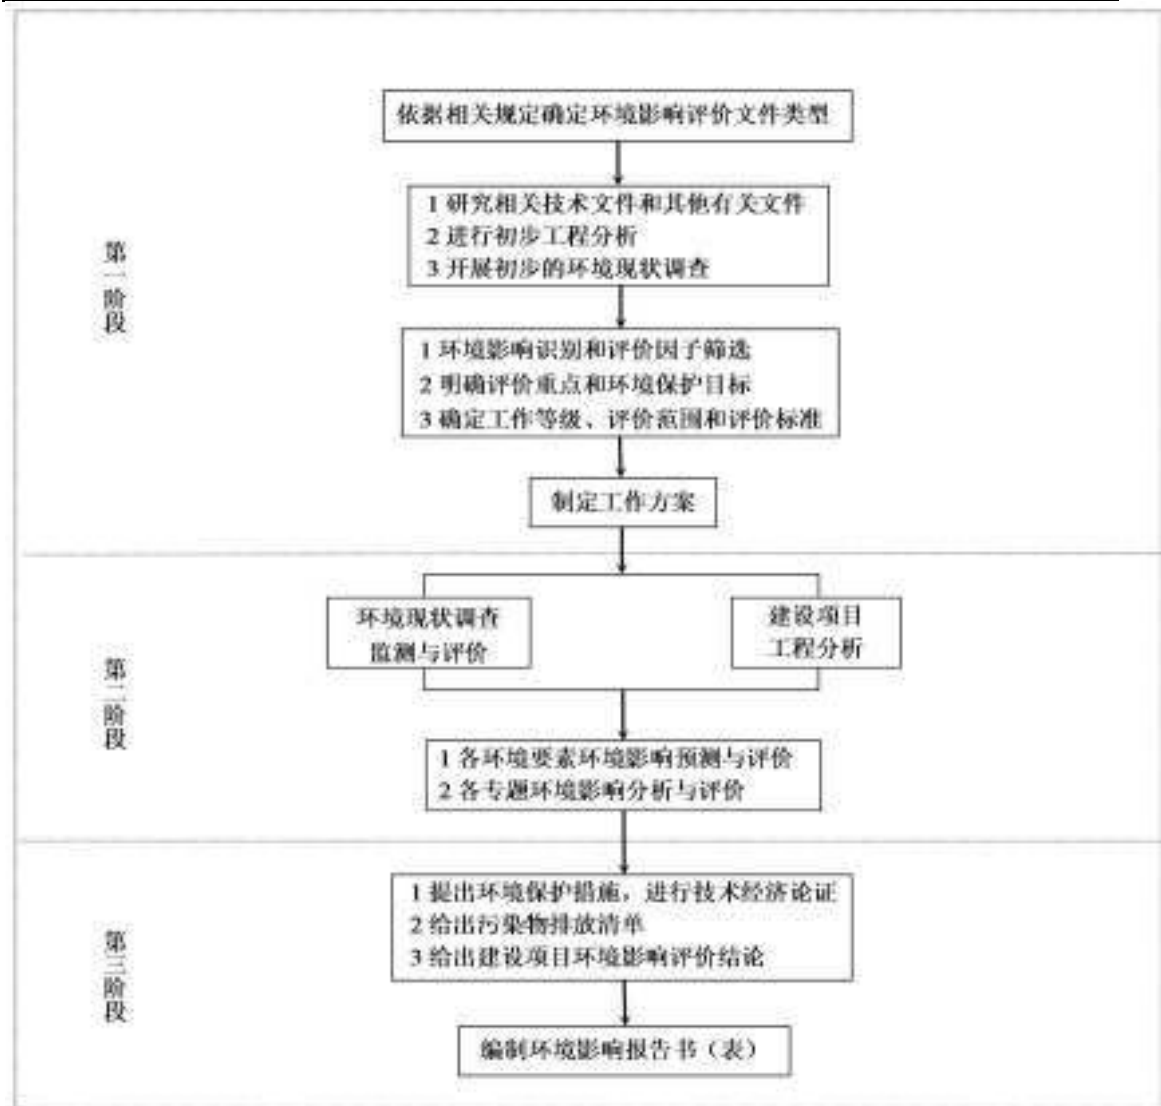 依据相关规定确定环境影响评价文件类型
第一阶段
1 研究相关技术文件和其他有关文件
2 进行初步工程分析
3 开展初步的环境现状调查
1 环境影响识别和评价因子筛选
2 明确评价重点和环境保护目标
3 确定工作等级、评价范围和评价标准
制定工作方案
第二阶段
环境现状调查
监测与评价
建设项目
工程分析
1 各环境要素环境影响预测与评价
2 各专题环境影响分析与评价
第三阶段
1 提出环境保护措施，进行技术经济论证
2 给出污染物排放清单
3 给出建设项目环境影响评价结论
编制环境影响报告书（表）